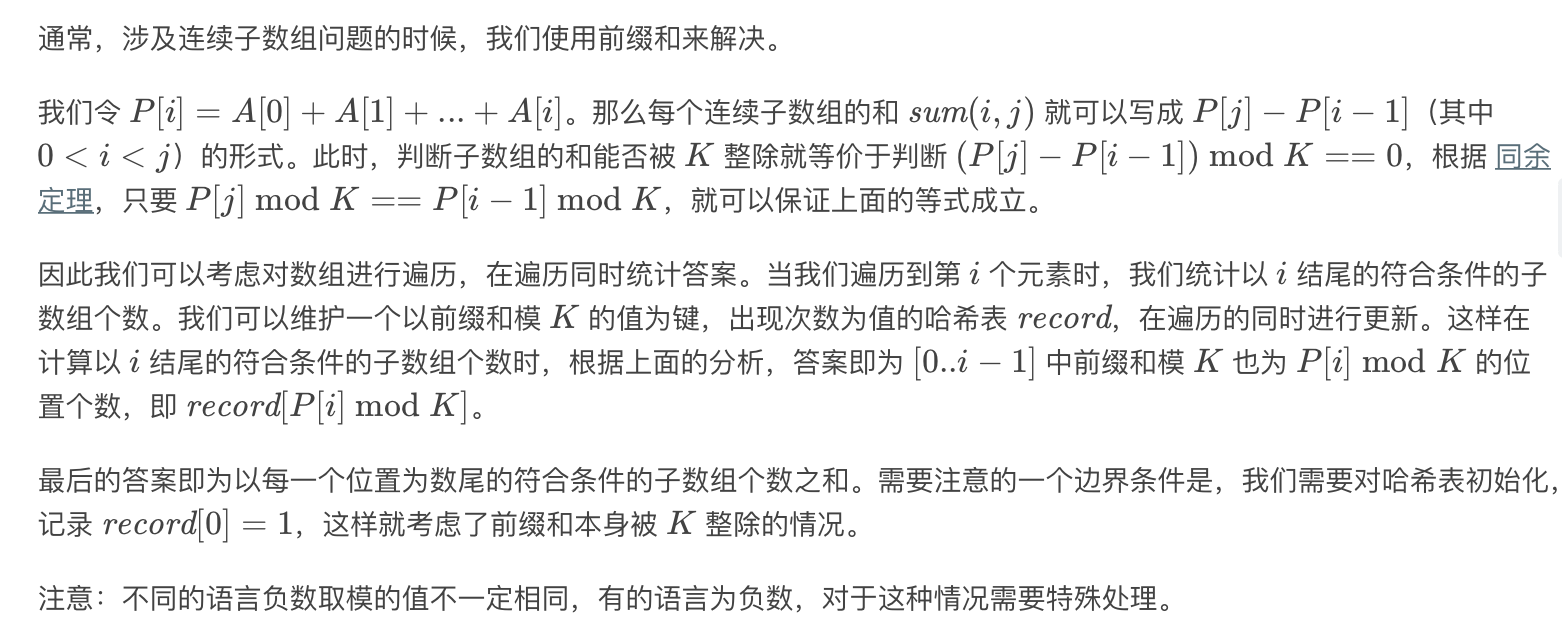 通常，涉及连续子数组问题的时候，我们使用前缀和来解决。
我们令 P[i] = A[0] + A[1] + ... + A[i]。那么每个连续子数组的和 sum(i, j) 就可以写成 P[j] − P[i − 1]（其中
0 < i < j）的形式。此时，判断子数组的和能否被 K 整除就等价于判断 (P[j] − P[i − 1]) mod K == 0，根据 同余
定理，只要 P[j] mod K == P[i − 1] mod K，就可以保证上面的等式成立。
因此我们可以考虑对数组进行遍历，在遍历同时统计答案。当我们遍历到第 i 个元素时，我们统计以 i 结尾的符合条件的子
数组个数。我们可以维护一个以前缀和模 K 的值为键，出现次数为值的哈希表 record，在遍历的同时进行更新。这样在
计算以 i 结尾的符合条件的子数组个数时，根据上面的分析，答案即为 [0..i − 1] 中前缀和模 K 也为 P[i] mod K 的位
置个数，即 record[P[i] mod K]。
最后的答案即为以每一个位置为数尾的符合条件的子数组个数之和。需要注意的一个边界条件是，我们需要对哈希表初始化，
记录 record[0] = 1，这样就考虑了前缀和本身被 K 整除的情况。
注意：不同的语言负数取模的值不一定相同，有的语言为负数，对于这种情况需要特殊处理。